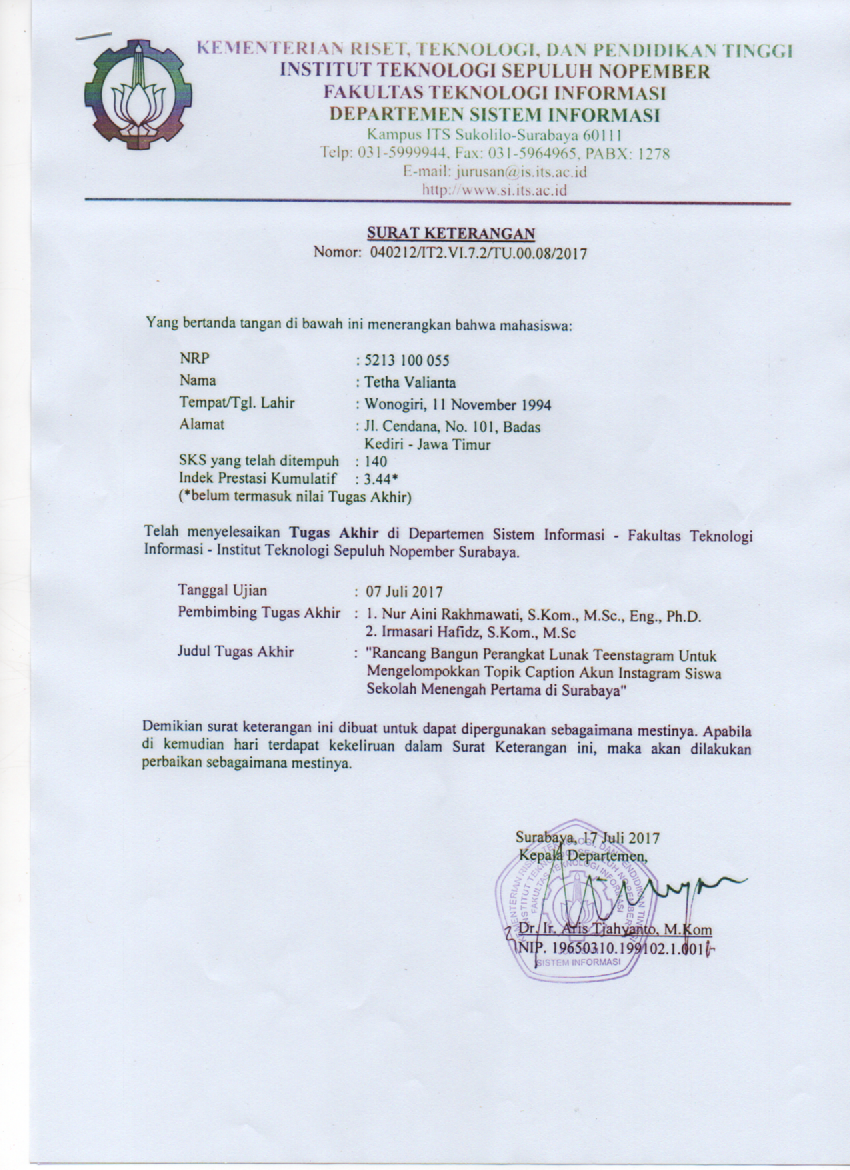 KEMENTERIAN RISET, TEKNOLOGI, DAN PENDIDIKAN TINGGI
INSTITUT TEKNOLOGI SEPULUH NOPEMBER
FAKULTAS TEKNOLOGI INFORMASI
DEPARTEMEN SISTEM INFORMASI
Kampus ITS Sukolilo-Surabaya 60111
Telp: 031-5999944, Fax: 031-5964965, PABX: 1278
E-mail: jurusan@is.its.ac.id
http://www.si.its.ac.id
SURAT KETERANGAN
Nomor: 040212/IT2.VI.7.2/TU.00.08/2017
Yang bertanda tangan di bawah ini menerangkan bahwa mahasiswa:
NRP : 5213 100 055
Nama : Tetha Valianta
Tempat/Tgl. Lahir : Wonogiri, 11 November 1994
Alamat : Jl. Cendana, No. 101, Badas
Kediri - Jawa Timur
SKS yang telah ditempuh : 140
Indek Prestasi Kumulatif : 3.44*
(*belum termasuk nilai Tugas Akhir)
Telah menyelesaikan Tugas Akhir di Departemen Sistem Informasi - Fakultas Teknologi
Informasi - Institut Teknologi Sepuluh Nopember Surabaya.
Tanggal Ujian : 07 Juli 2017
Pembimbing Tugas Akhir : 1. Nur Aini Rakhmawati, S.Kom., M.Sc., Eng., Ph.D.
2. Irmasari Hafidz, S.Kom., M.Sc
Judul Tugas Akhir : "Rancang Bangun Perangkat Lunak Teenstagram Untuk
Mengelompokkan Topik Caption Akun Instagram Siswa
Sekolah Menengah Pertama di Surabaya"
Demikian surat keterangan ini dibuat untuk dapat dipergunakan sebagaimana mestinya. Apabila
di kemudian hari terdapat kekeliruan dalam Surat Keterangan ini, maka akan dilakukan
perbaikan sebagaimana mestinya.
Surabaya, 17 Juli 2017
Kepala Departemen,
Dr. Ir. Aris Tjahyanto, M.Kom
NIP. 19650310.199102.1.001
SISTEM INFORMASI